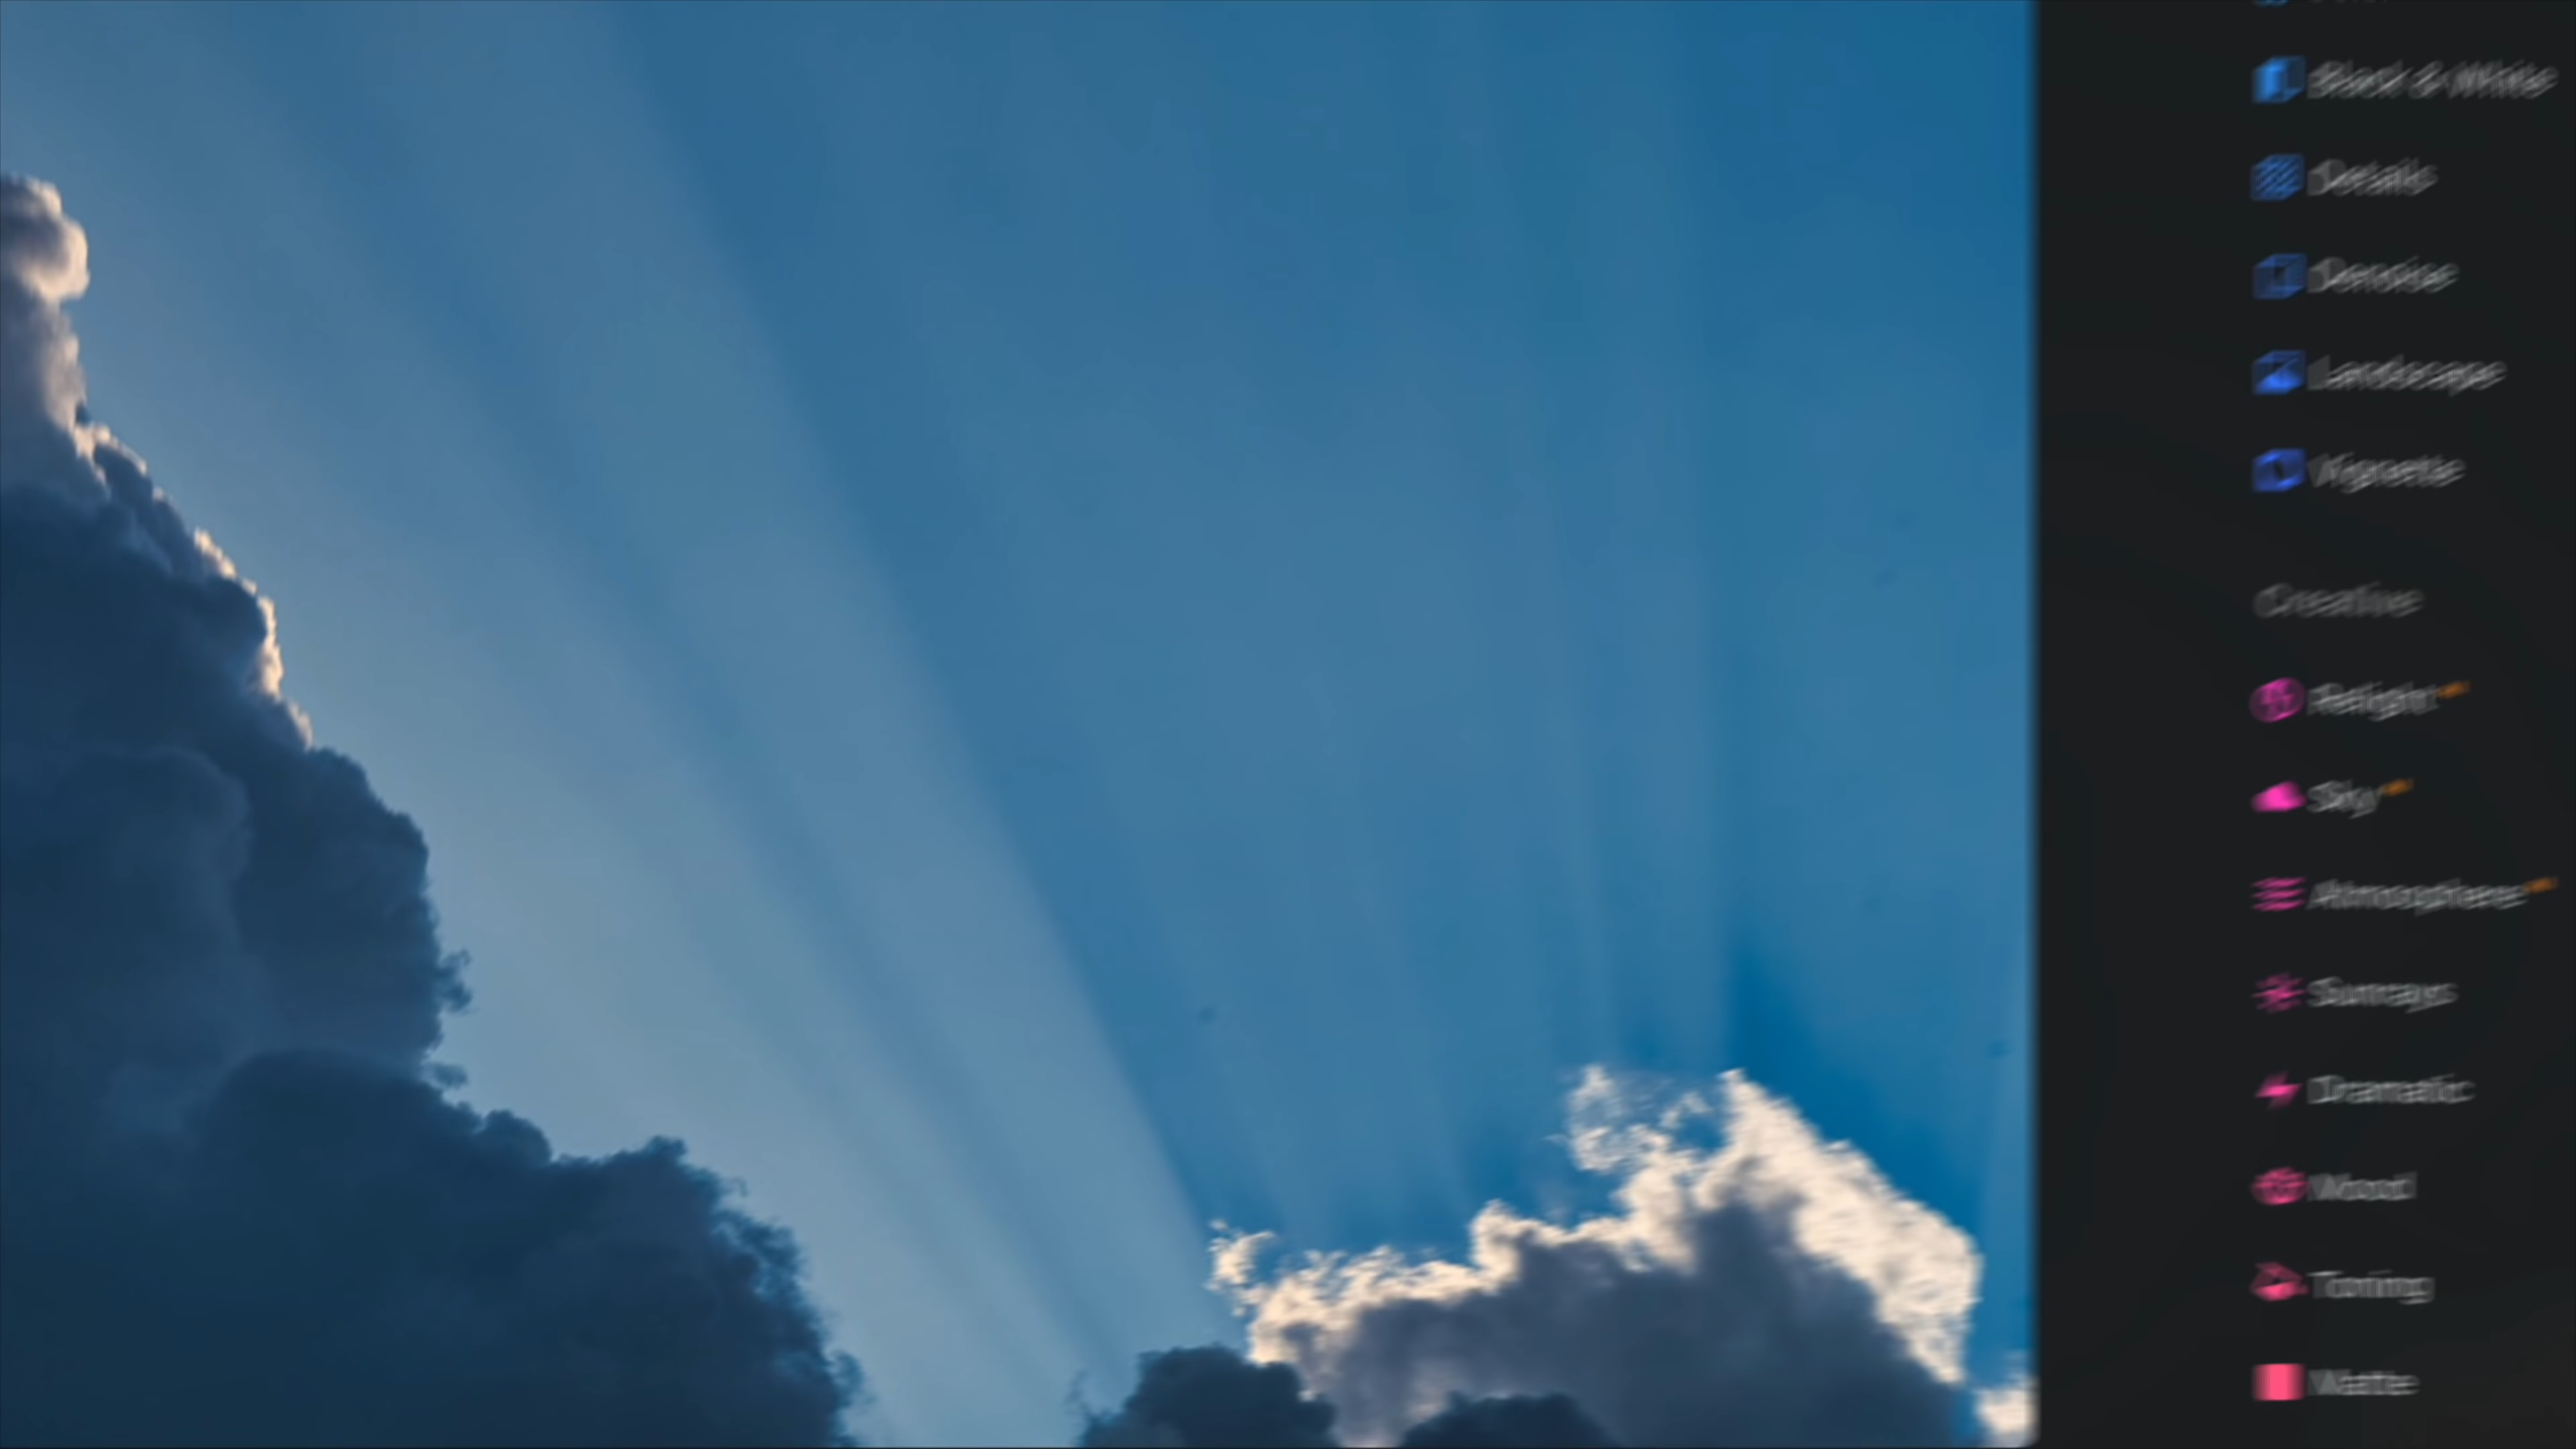 Black & White
Details
Denoise
Landscape
Vignette
Creative
Relight
Sky
Atmosphere
Sunrays
Dramatic
Mood
Toning
Matte